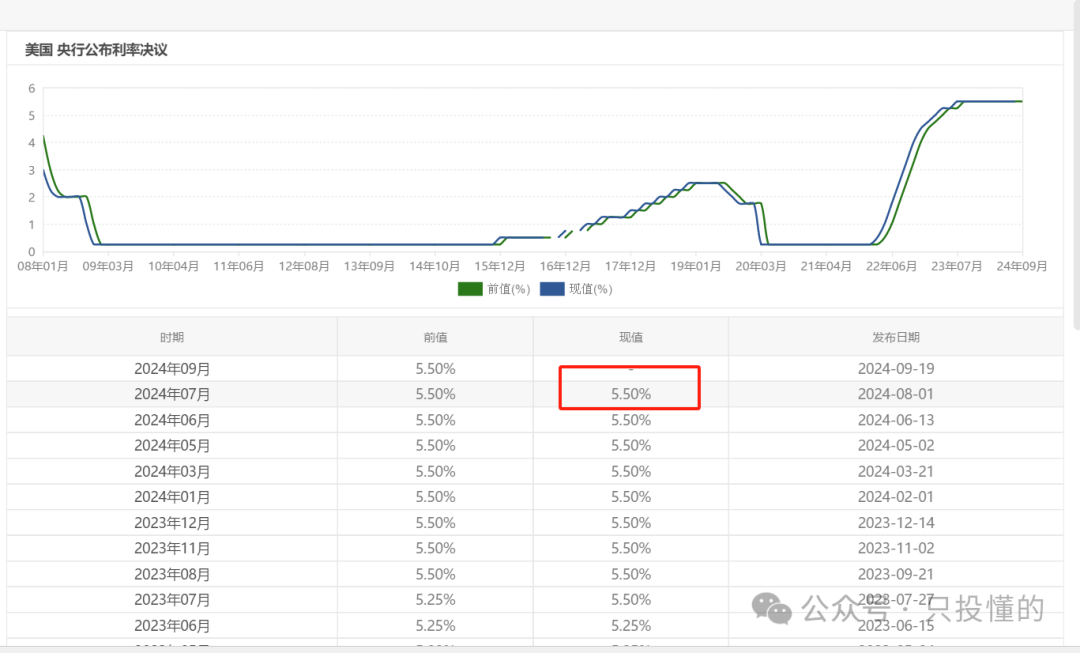 美国 央行公布利率决议
6
5
4
3
2
1
0
08年01月 09年03月 10年04月 11年06月 12年08月 13年09月 14年10月 15年12月 16年12月 17年12月 19年01月 20年03月 21年04月 22年06月 23年07月 24年09月
前值(%) 现值(%)
时期 前值 现值 发布日期
2024年09月 5.50% - 2024-09-19
2024年07月 5.50% 5.50% 2024-08-01
2024年06月 5.50% 5.50% 2024-06-13
2024年05月 5.50% 5.50% 2024-05-02
2024年03月 5.50% 5.50% 2024-03-21
2024年01月 5.50% 5.50% 2024-02-01
2023年12月 5.50% 5.50% 2023-12-14
2023年11月 5.50% 5.50% 2023-11-02
2023年08月 5.50% 5.50% 2023-09-21
2023年07月 5.25% 5.50% 2023-07-27
公众号 · 只投懂的
2023年06月 5.25% 5.25% 2023-06-15